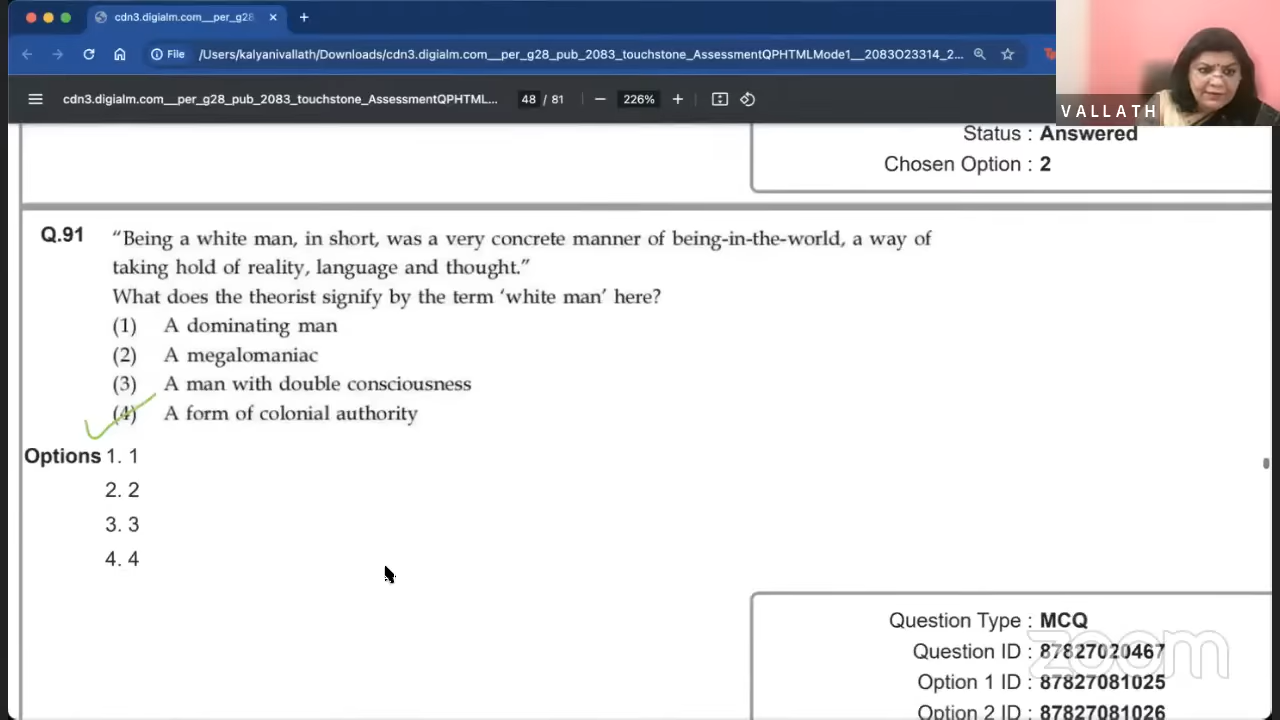 cdn3.digialm.com__per_g28
File /Users/kalyanivallath/Downloads/cdn3.digialm.com__per_g28_pub_2083_touchstone_AssessmentQPHTMLMode1__2083O23314_2...
cdn3.digialm.com__per_g28_pub_2083_touchstone_AssessmentQPHTML... 48 / 81 226%
VALLATH
Status : Answered
Chosen Option : 2
Q.91 “Being a white man, in short, was a very concrete manner of being-in-the-world, a way of
taking hold of reality, language and thought.”
What does the theorist signify by the term ‘white man’ here?
(1) A dominating man
(2) A megalomaniac
(3) A man with double consciousness
(4) A form of colonial authority
Options 1. 1
2. 2
3. 3
4. 4
Question Type : MCQ
Question ID : 87827020467
Option 1 ID : 87827081025
Option 2 ID : 87827081026
zoom